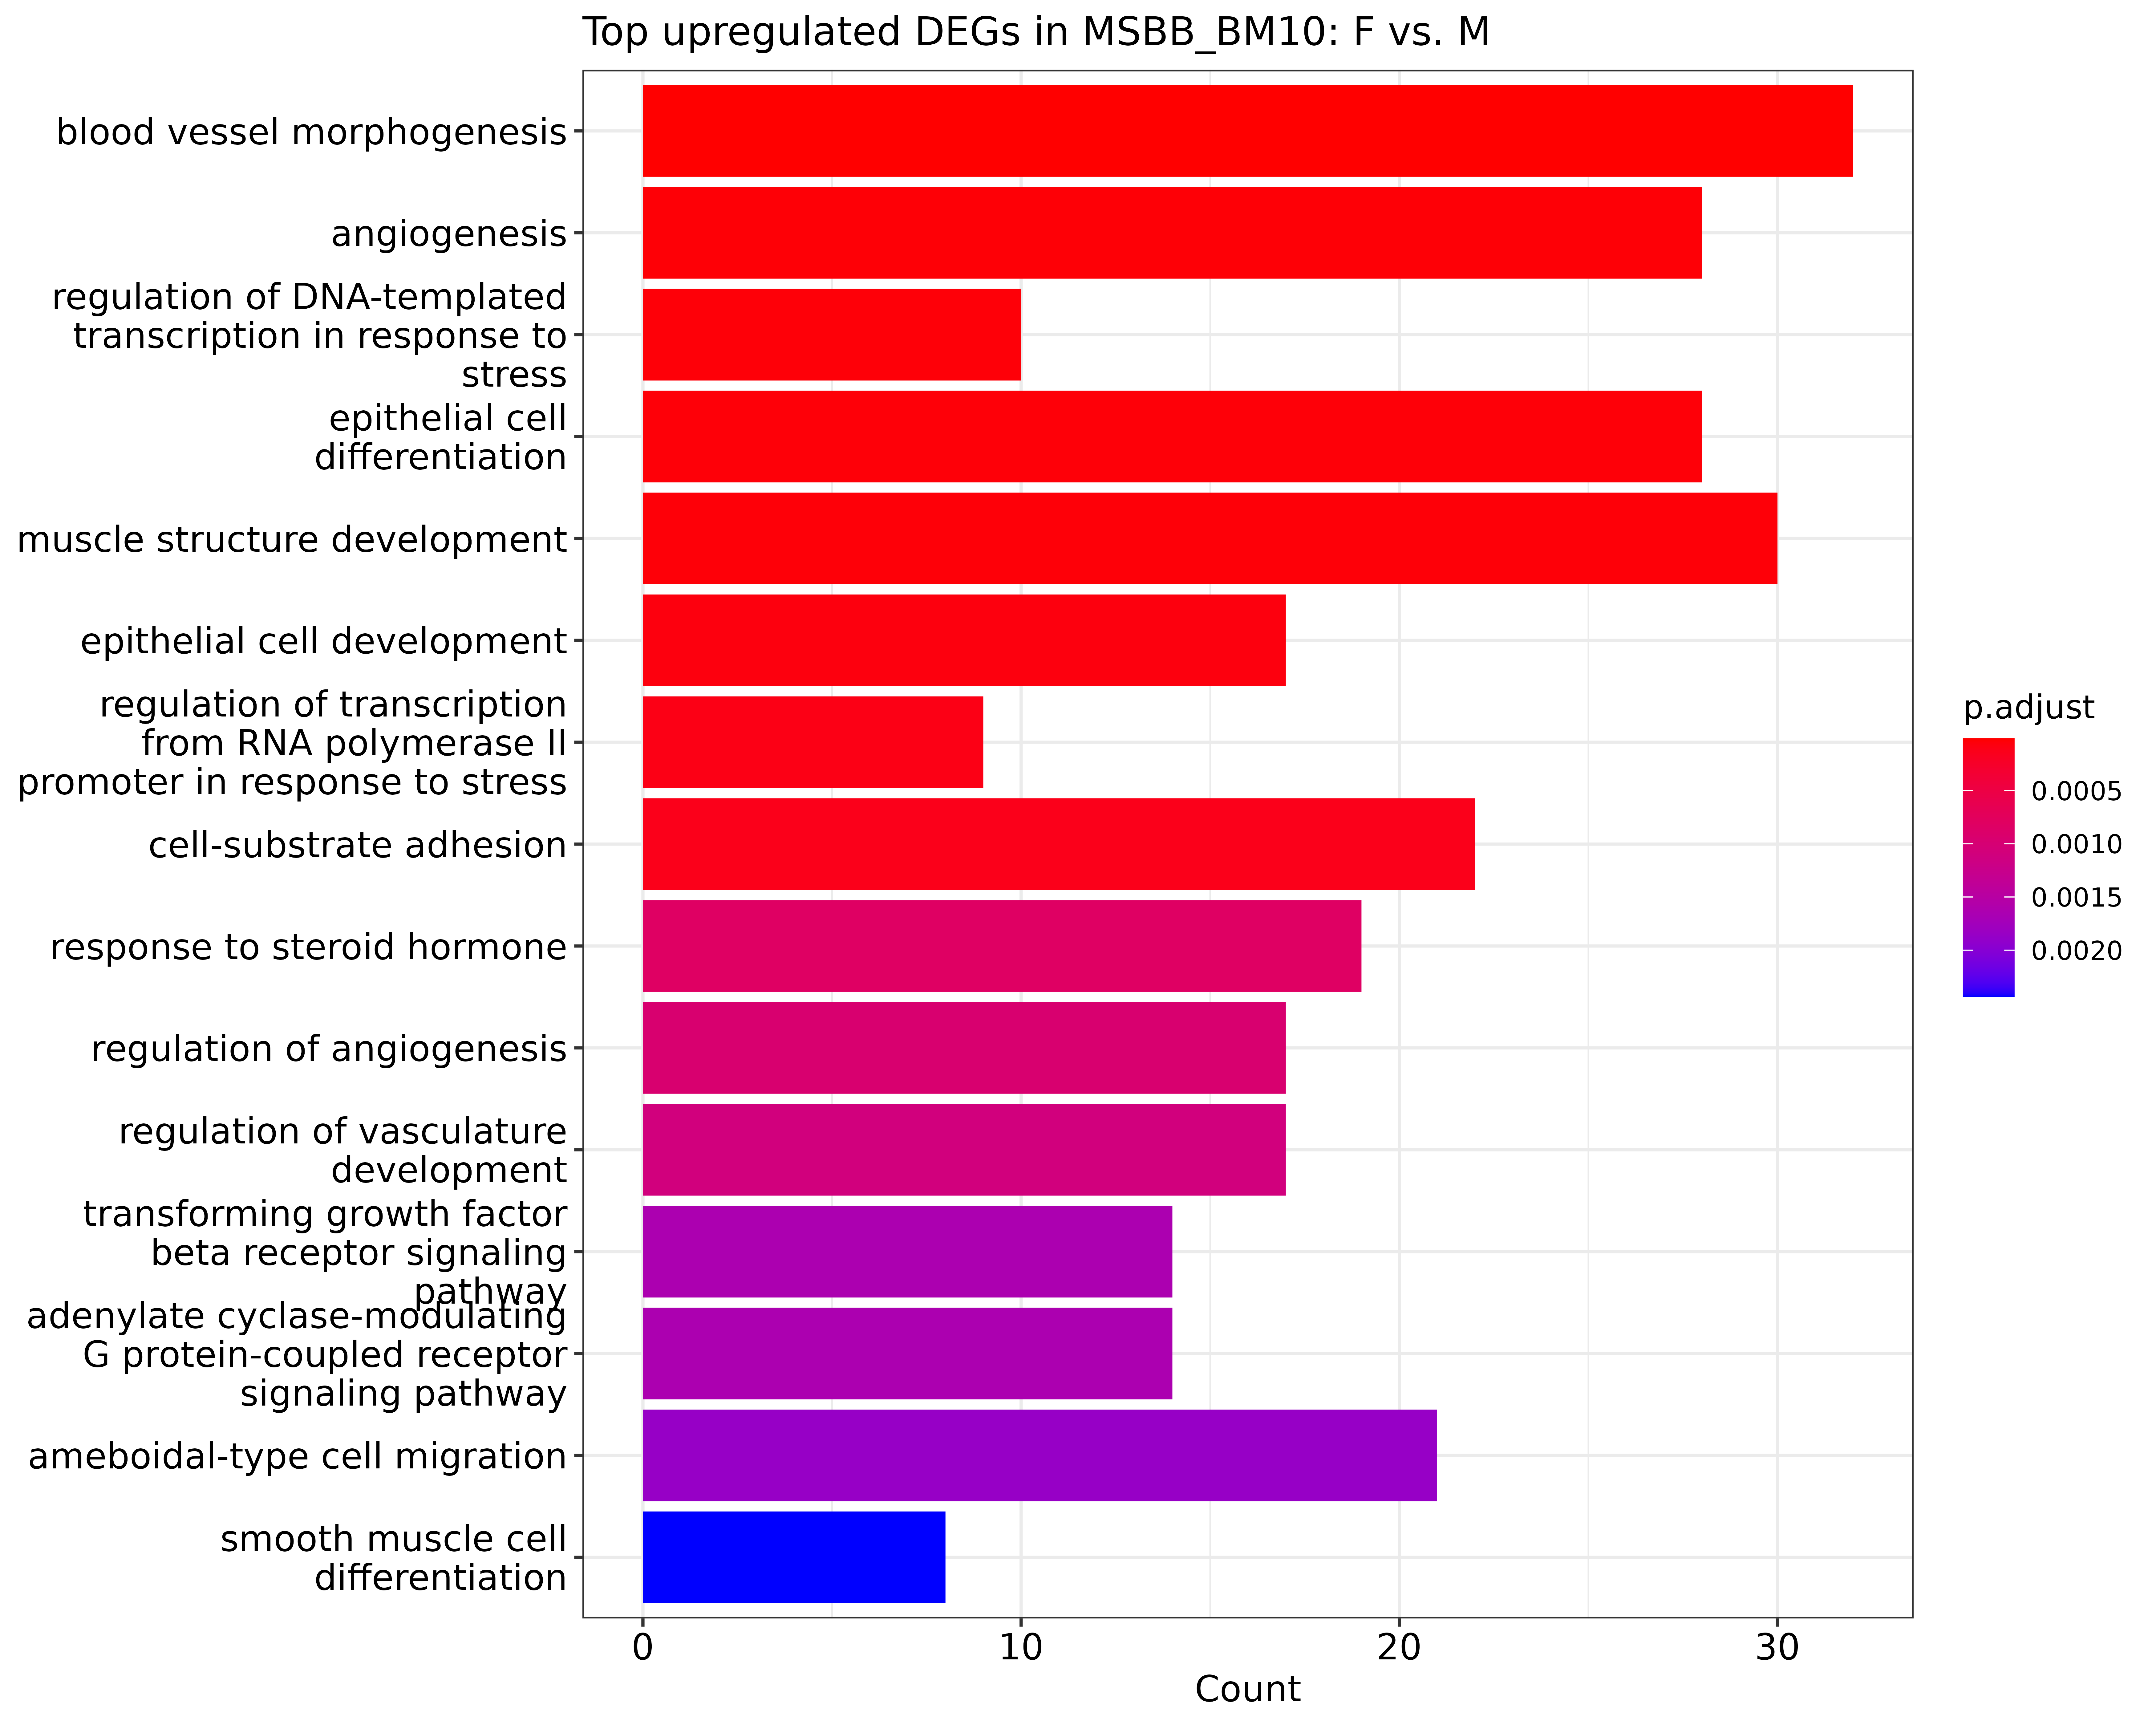 Top upregulated DEGs in MSBB_BM10: F vs. M
blood vessel morphogenesis
angiogenesis
regulation of DNA-templated
transcription in response to
stress
epithelial cell
differentiation
muscle structure development
epithelial cell development
regulation of transcription
from RNA polymerase II
promoter in response to stress
cell-substrate adhesion
response to steroid hormone
regulation of angiogenesis
regulation of vasculature
development
transforming growth factor
beta receptor signaling
pathway
adenylate cyclase-modulating
G protein-coupled receptor
signaling pathway
ameboidal-type cell migration
smooth muscle cell
differentiation
0 10 20 30
Count
p.adjust
0.0005
0.0010
0.0015
0.0020